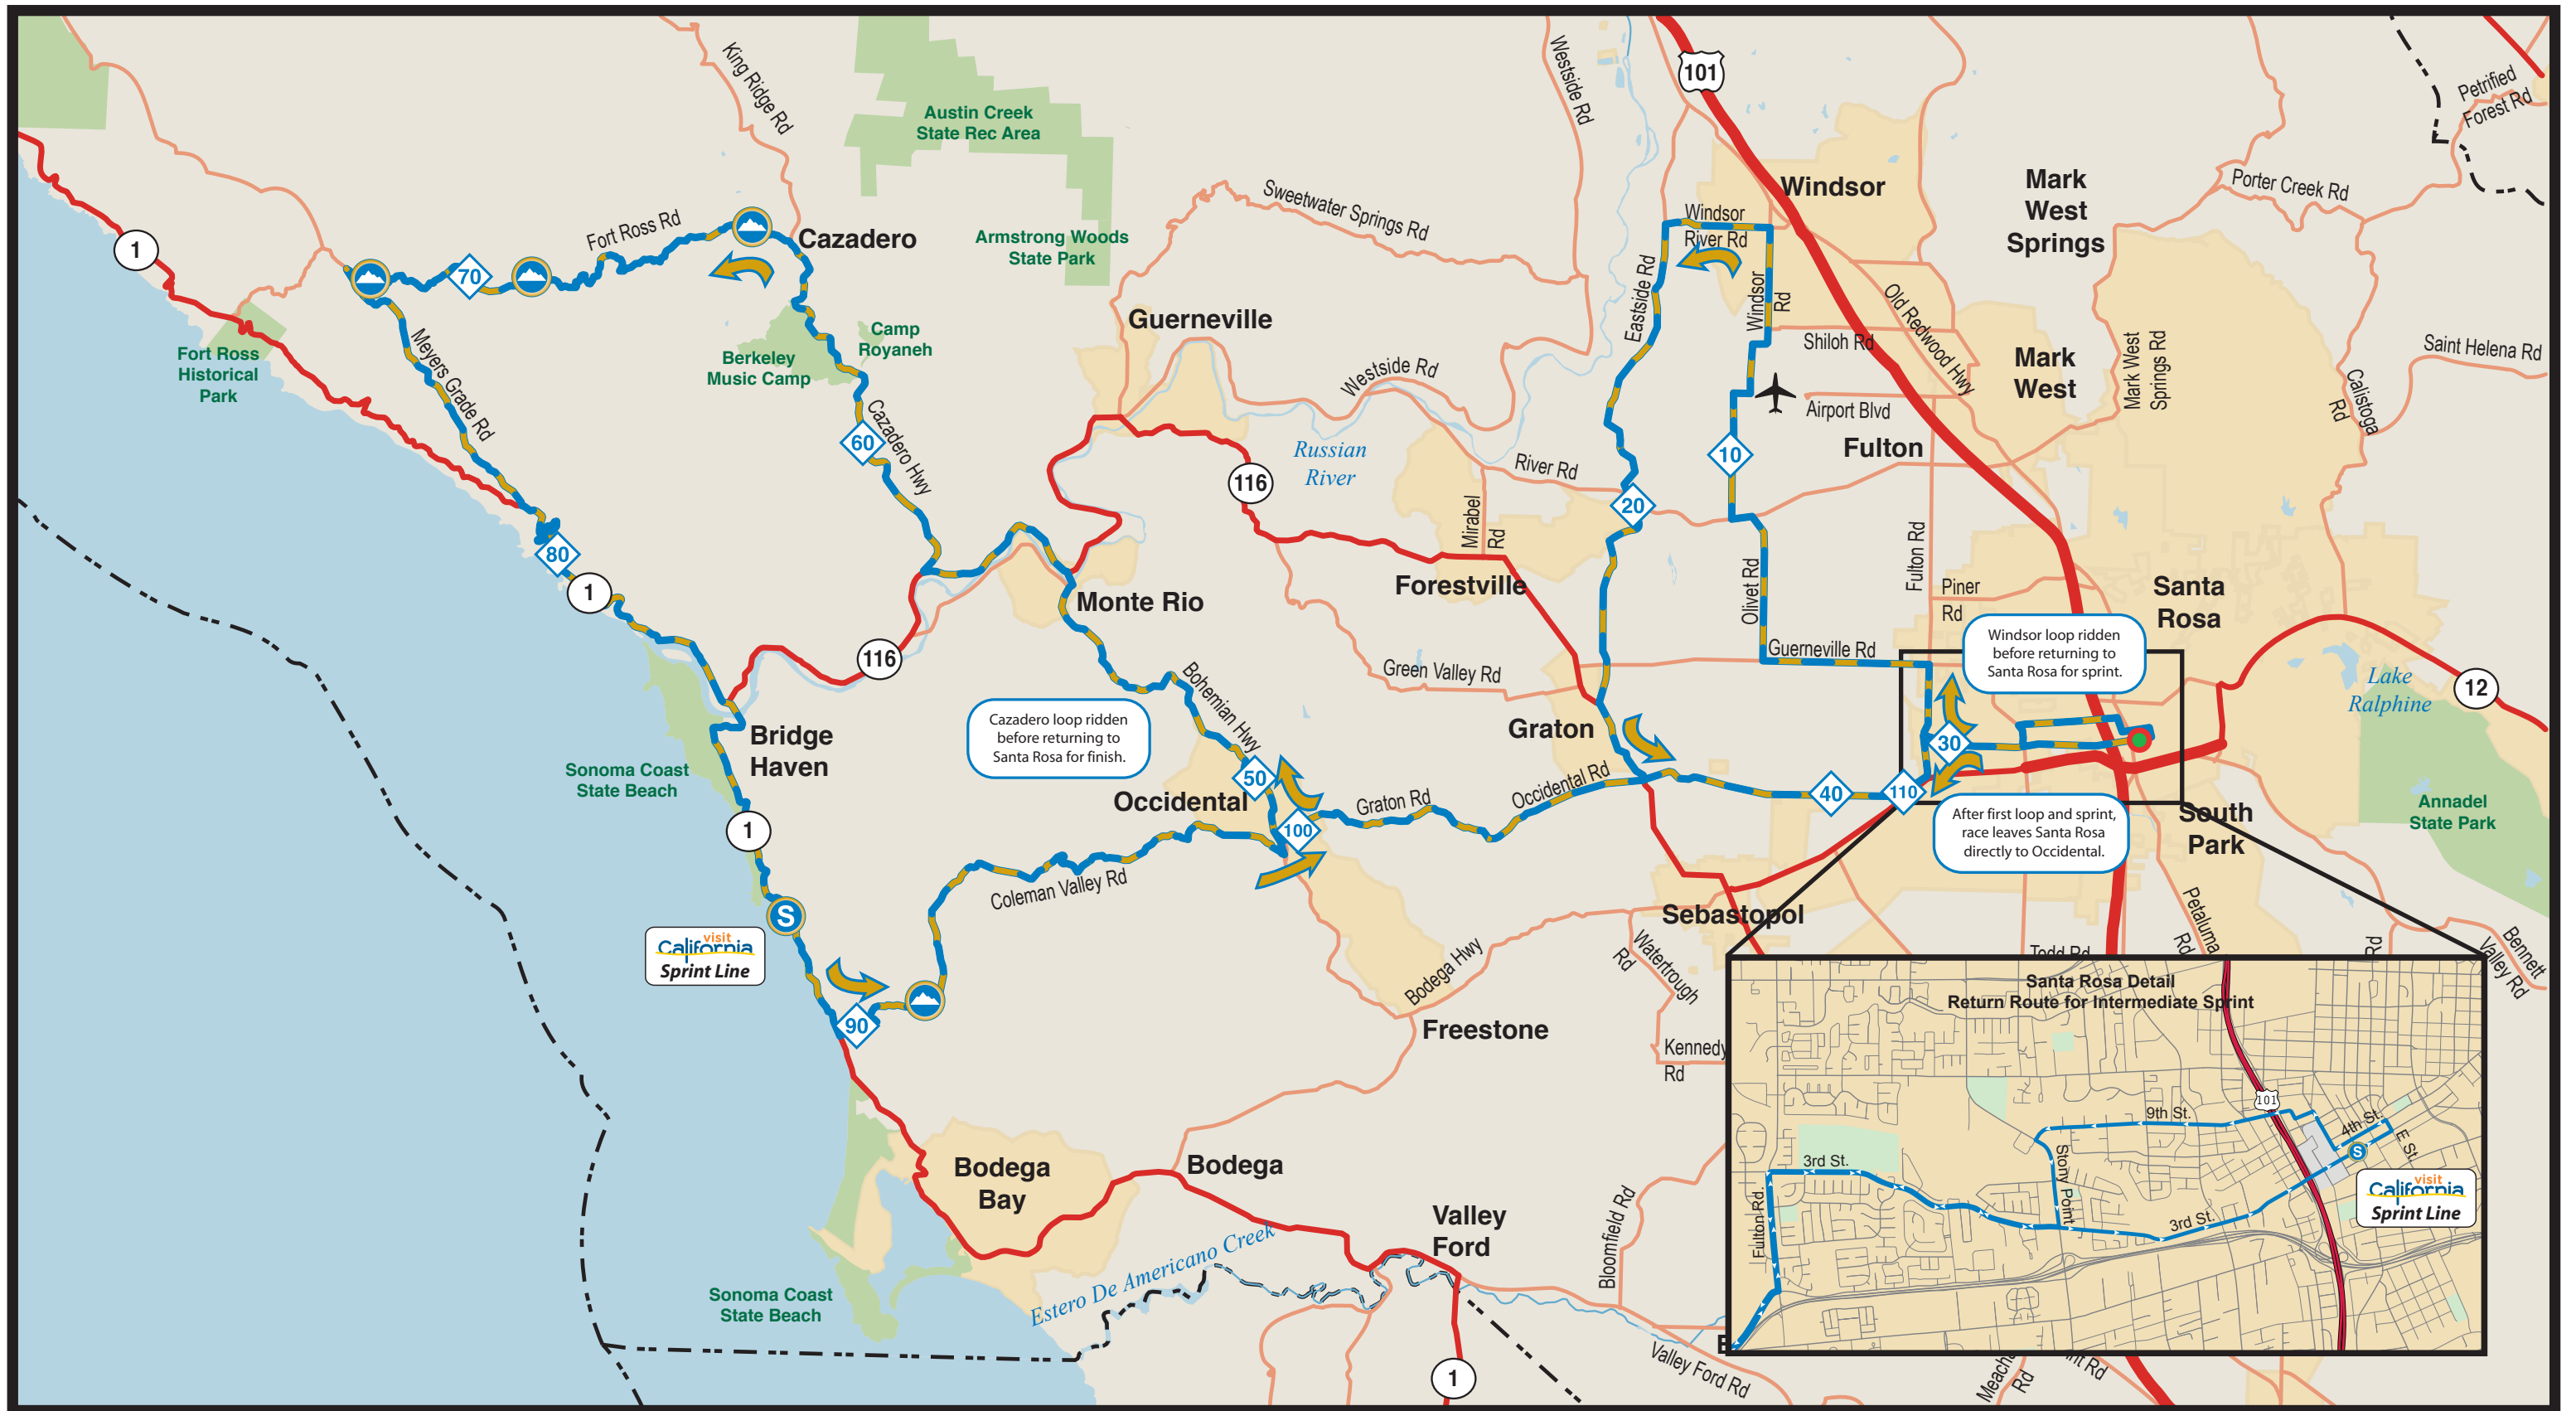 King Ridge Rd
Austin Creek
State Rec Area
Westside Rd
101
Petrified
Forest Rd
Windsor
Mark
West
Springs
Porter Creek Rd
Sweetwater Springs Rd
Windsor
River Rd
1
Fort Ross Rd
Cazadero
Armstrong Woods
State Park
70
Eastside Rd
Windsor
Rd
Old Redwood Hwy
Guerneville
Camp
Royaneh
Berkeley
Music Camp
Fort Ross
Historical
Park
Meyers Grade Rd
Shiloh Rd
Mark
West
Mark West
Springs Rd
Saint Helena Rd
Calistoga
Rd
Westside Rd
Airport Blvd
Cazadero Hwy
60
Russian
River
10
Fulton
River Rd
116
Mirabel
Rd
20
80
1
Forestville
Olivet Rd
Fulton Rd
Piner
Rd
Santa
Rosa
Monte Rio
116
Green Valley Rd
Guerneville Rd
Windsor loop ridden
before returning to
Santa Rosa for sprint.
Lake
Ralphine
12
Bohemian Hwy
Cazadero loop ridden
before returning to
Santa Rosa for finish.
Graton
30
Bridge
Haven
Sonoma Coast
State Beach
50
Occidental
Occidental Rd
Graton Rd
40
110
100
1
After first loop and sprint,
race leaves Santa Rosa
directly to Occidental.
South
Park
Annadel
State Park
Coleman Valley Rd
S
visit
California
Sprint Line
Sebastopol
Petaluma
Rd
Todd Rd
Rd
Bennett
Valley Rd
Watertrough
Rd
Bodega Hwy
90
Freestone
Kennedy
Rd
Santa Rosa Detail
Return Route for Intermediate Sprint
101
9th St.
4th St.
E St.
S
3rd St.
Stony Point
Fulton Rd.
3rd St.
visit
California
Sprint Line
Bodega
Bay
Bodega
Valley
Ford
Bloomfield Rd
Estero De Americano Creek
Sonoma Coast
State Beach
Valley Ford Rd
1
Rd
Rd